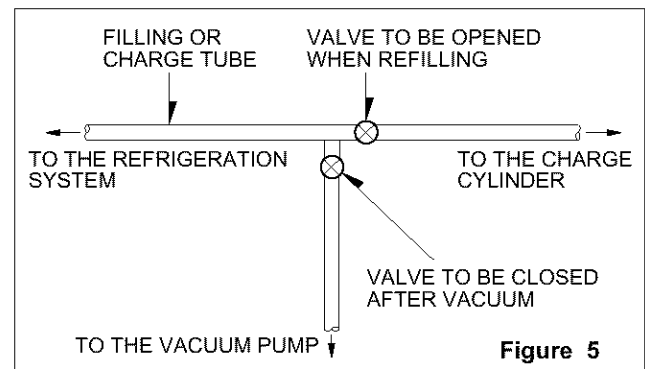 FILLING OR
CHARGE TUBE
VALVE TO BE OPENED
WHEN REFILLING
TO THE REFRIGERATION
SYSTEM
TO THE CHARGE
CYLINDER
VALVE TO BE CLOSED
AFTER VACUUM
TO THE VACUUM PUMP
Figure 5